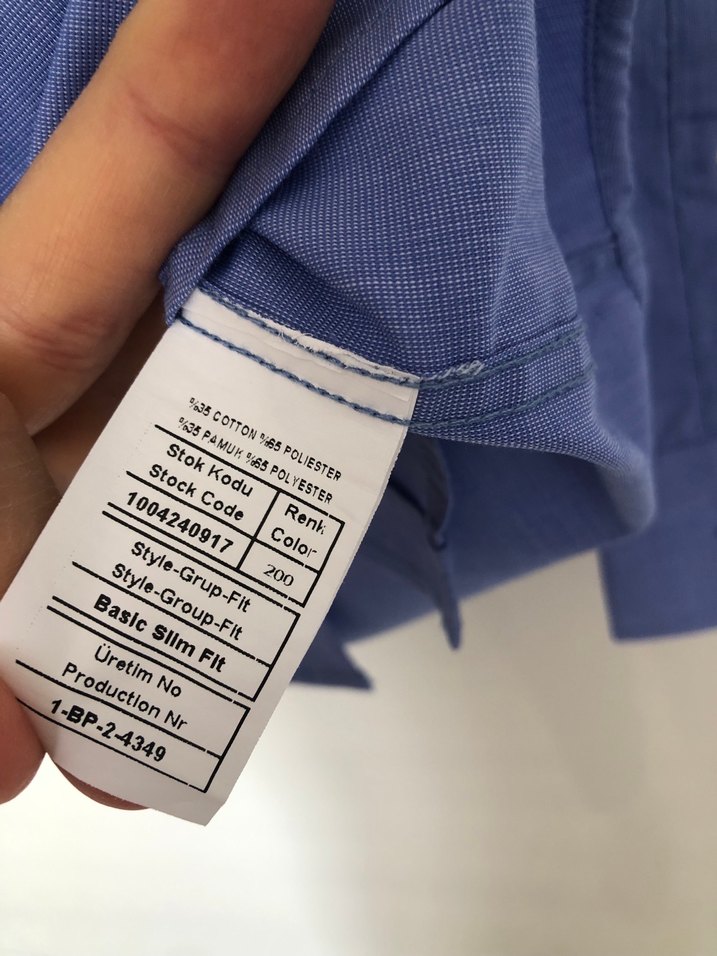 %35 COTTON %65 POLIESTER
%35 PAMUK %65 POLYESTER
Stok Kodu
Stock Code
Renk
Color
1004240917
200
Style-Grup-Fit
Style-Group-Fit
Basic Slim Fit
Üretim No
Production Nr
1-BP-2-4349